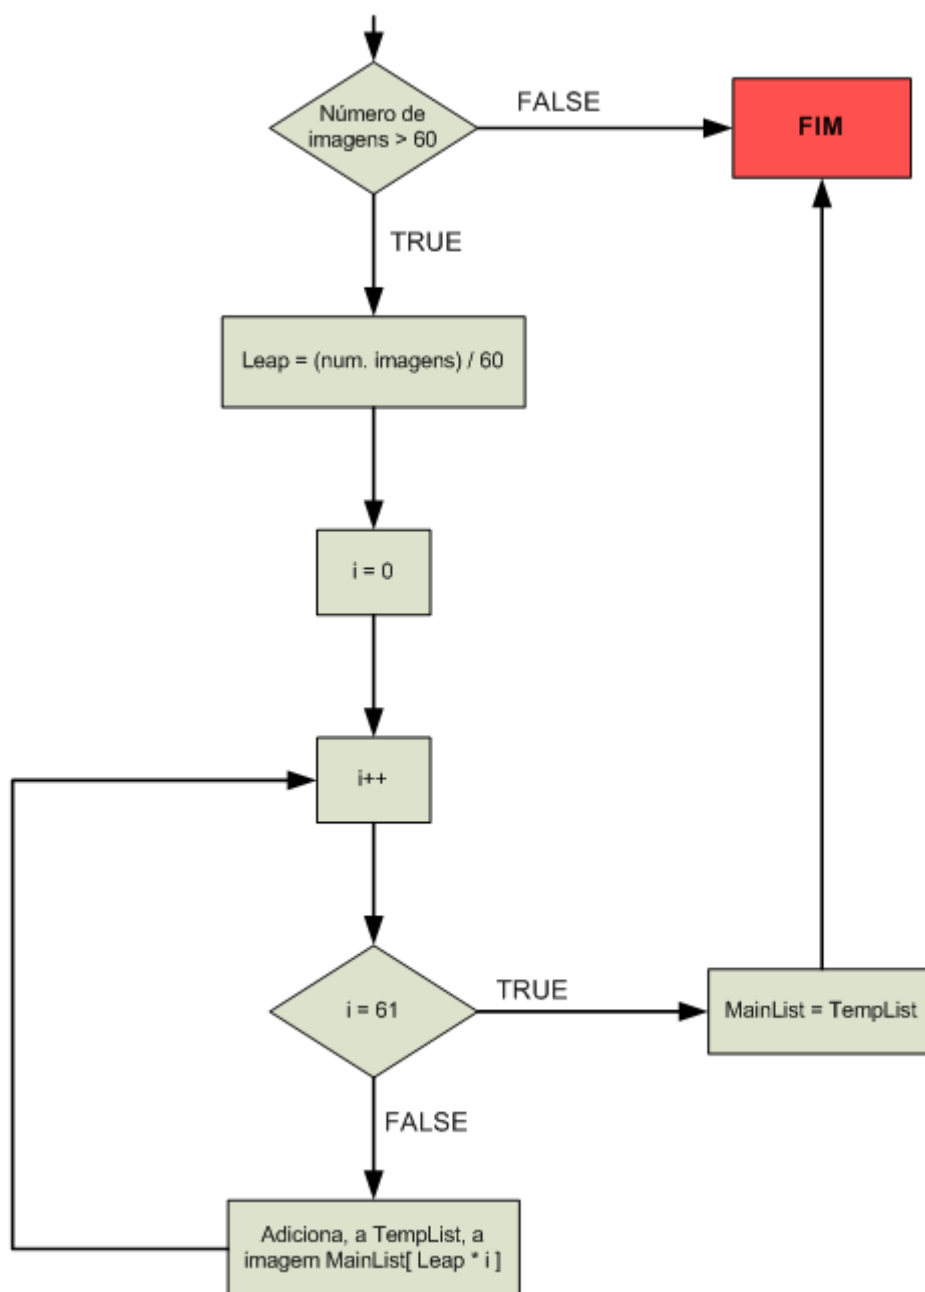 Número de
imagens > 60
FALSE
FIM
TRUE
Leap = (num. imagens) / 60
i = 0
i++
i = 61
TRUE
MainList = TempList
FALSE
Adiciona, a TempList, a
imagem MainList[ Leap * i ]